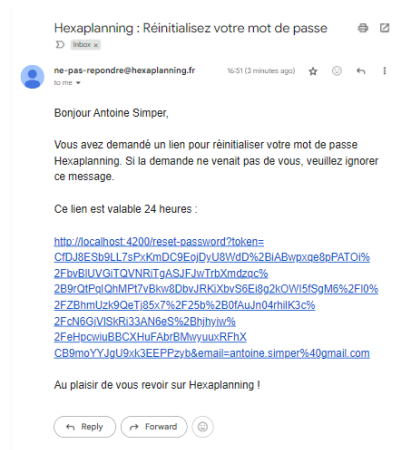 Hexaplanning : Réinitialisez votre mot de passe
Inbox x
ne-pas-repondre@hexaplanning.fr 16:51 (3 minutes ago)
to me
Bonjour Antoine Simper,
Vous avez demandé un lien pour réinitialiser votre mot de passe
Hexaplanning. Si la demande ne venait pas de vous, veuillez ignorer
ce message.
Ce lien est valable 24 heures :
http://localhost:4200/reset-password?token=
CfDJ8ESb9LL7sPxKmDC9EojDyU8WdD%2BiABwpxqe8pPATOi%
2FbvBlUVGiTQVNRiTgASJFJwTrbXmdzqc%
2B9rQtPqlQhMPt7vBkw8DbvJRKiXbvS6Ei8g2kOWl5fSgM6%2Fl0%
2FZBhmUzk9QeTj85x7%2F25b%2B0fAuJn04rhilK3c%
2FcN6GjVlSkRi33AN6eS%2Bhjhyiw%
2FeHpcwiuBBCXHuFAbrBMwyuuxRFhX
CB9moYYJgU9xk3EEPPzyb&email=antoine.simper%40gmail.com
Au plaisir de vous revoir sur Hexaplanning !
Reply
Forward